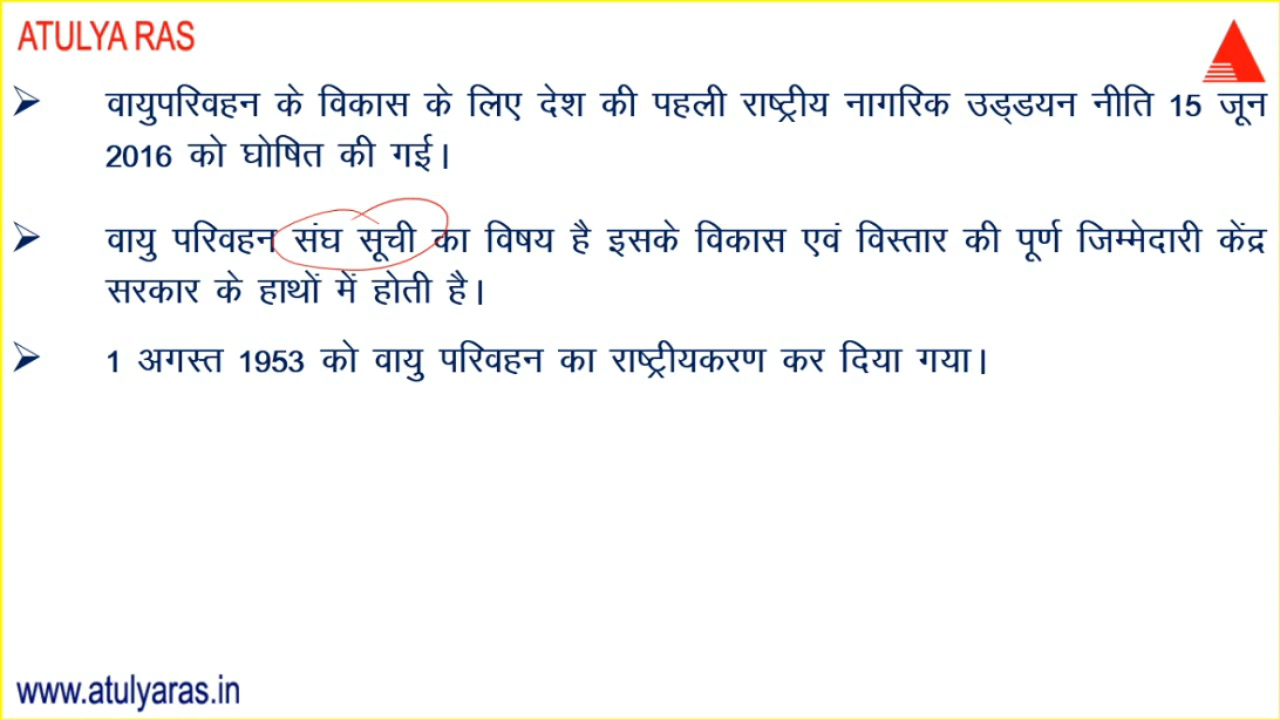 ATULYA RAS
➢ वायुपरिवहन के विकास के लिए देश की पहली राष्ट्रीय नागरिक उड्डयन नीति 15 जून
2016 को घोषित की गई।
➢ वायु परिवहन संघ सूची का विषय है इसके विकास एवं विस्तार की पूर्ण जिम्मेदारी केंद्र
सरकार के हाथों में होती है।
➢ 1 अगस्त 1953 को वायु परिवहन का राष्ट्रीयकरण कर दिया गया।
www.atulyaras.in